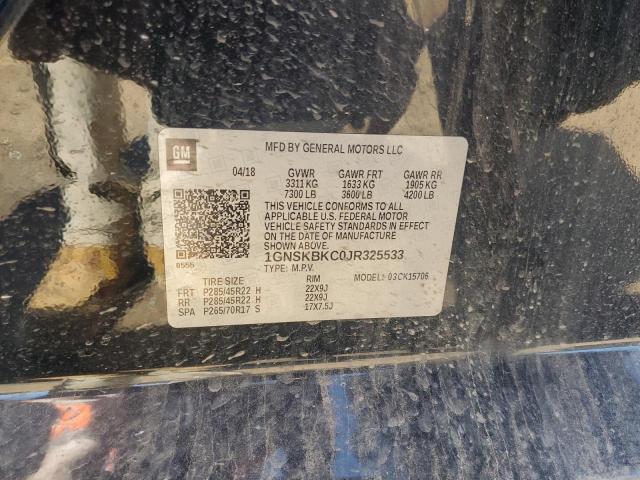 GM
MFD BY GENERAL MOTORS LLC
04/18 GVWR GAWR FRT GAWR RR
3311 KG 1633 KG 1905 KG
7300 LB 3600 LB 4200 LB
THIS VEHICLE CONFORMS TO ALL
APPLICABLE U.S. FEDERAL MOTOR
VEHICLE SAFETY STANDARDS IN
EFFECT ON THE DATE OF MANUFACTURE
SHOWN ABOVE.
1GNSKBKC0JR325533
0555 TYPE: M.P.V. MODEL: 03CK15706
TIRE SIZE RIM
FRT P285/45R22 H 22X9J
RR P285/45R22 H 22X9J
SPA P265/70R17 S 17X7.5J